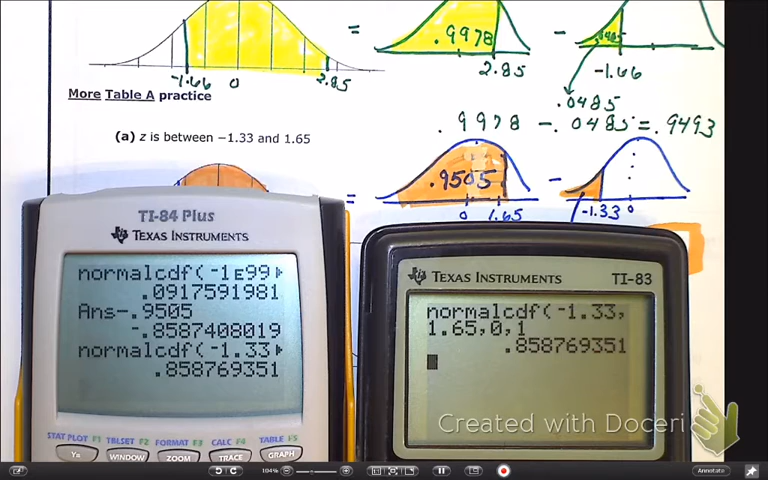 =
-
.9978
.0485
-1.66
0
2.85
2.85
-1.66
.0485
More Table A practice
.9978 - .0485 = .9493
(a) z is between −1.33 and 1.65
=
.9505
-
0
1.65
-1.33
0
TI-84 Plus
TEXAS INSTRUMENTS
normalcdf(-1E99
.0917591981
Ans-.9505
-.8587408019
normalcdf(-1.33
.858769351
STAT PLOT F1 TBLSET F2 FORMAT F3 CALC F4 TABLE F5
Y= WINDOW ZOOM TRACE GRAPH
TEXAS INSTRUMENTS TI-83
normalcdf(-1.33,
1.65,0,1
.858769351
Created with Doceri
104%
Annotate